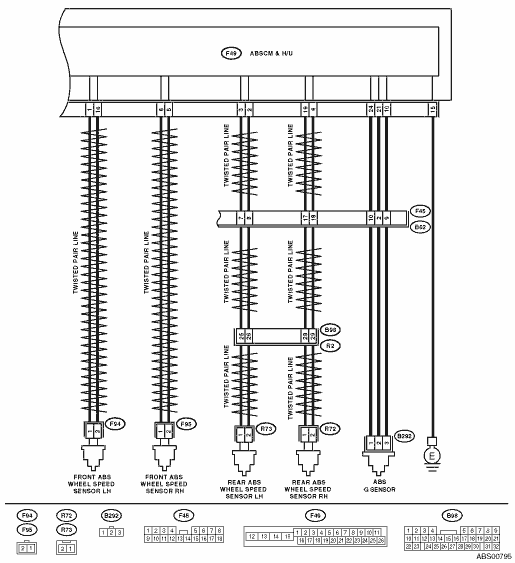 F49 ABSCM & H/U
1 16 6 5 3 2 19 4 24 21 10 15
TWISTED PAIR LINE
TWISTED PAIR LINE
7 8 17 18 10 2 9
F45
B62
TWISTED PAIR LINE
TWISTED PAIR LINE
TWISTED PAIR LINE
TWISTED PAIR LINE
25 26 28 29
B98
R2
TWISTED PAIR LINE
TWISTED PAIR LINE
1 2 F94
1 2 F95
1 2 R73
1 2 R72
1 2 3 B292
E
FRONT ABS
WHEEL SPEED
SENSOR LH
FRONT ABS
WHEEL SPEED
SENSOR RH
REAR ABS
WHEEL SPEED
SENSOR LH
REAR ABS
WHEEL SPEED
SENSOR RH
ABS
G SENSOR
F94
F95
2 1
R72
R73
2 1
B292
1 2 3
F45
1 2 3 4 5 6 7 8
9 10 11 12 13 14 15 16 17 18
F49
1 2 3 4 5 6 7 8 9 10 11
12 13 14 15
16 17 18 19 20 21 22 23 24 25 26
B98
1 2 3 4 5 6 7 8 9
10 11 12 13 14 15 16 17 18 19 20 21
22 23 24 25 26 27 28 29 30 31 32
ABS00795